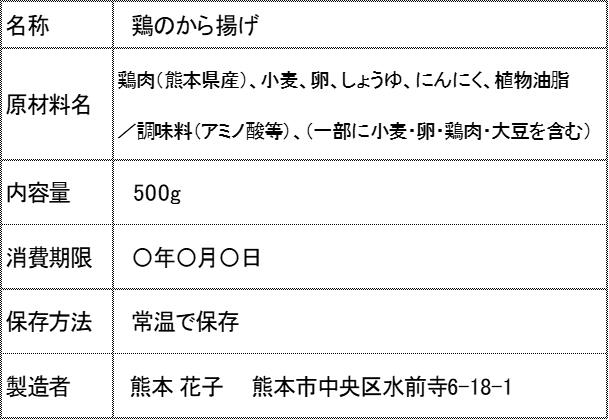 名称 鶏のから揚げ
原材料名 鶏肉（熊本県産）、小麦、卵、しょうゆ、にんにく、植物油脂
／調味料（アミノ酸等）、（一部に小麦・卵・鶏肉・大豆を含む）
内容量 500g
消費期限 〇年〇月〇日
保存方法 常温で保存
製造者 熊本 花子 熊本市中央区水前寺6-18-1